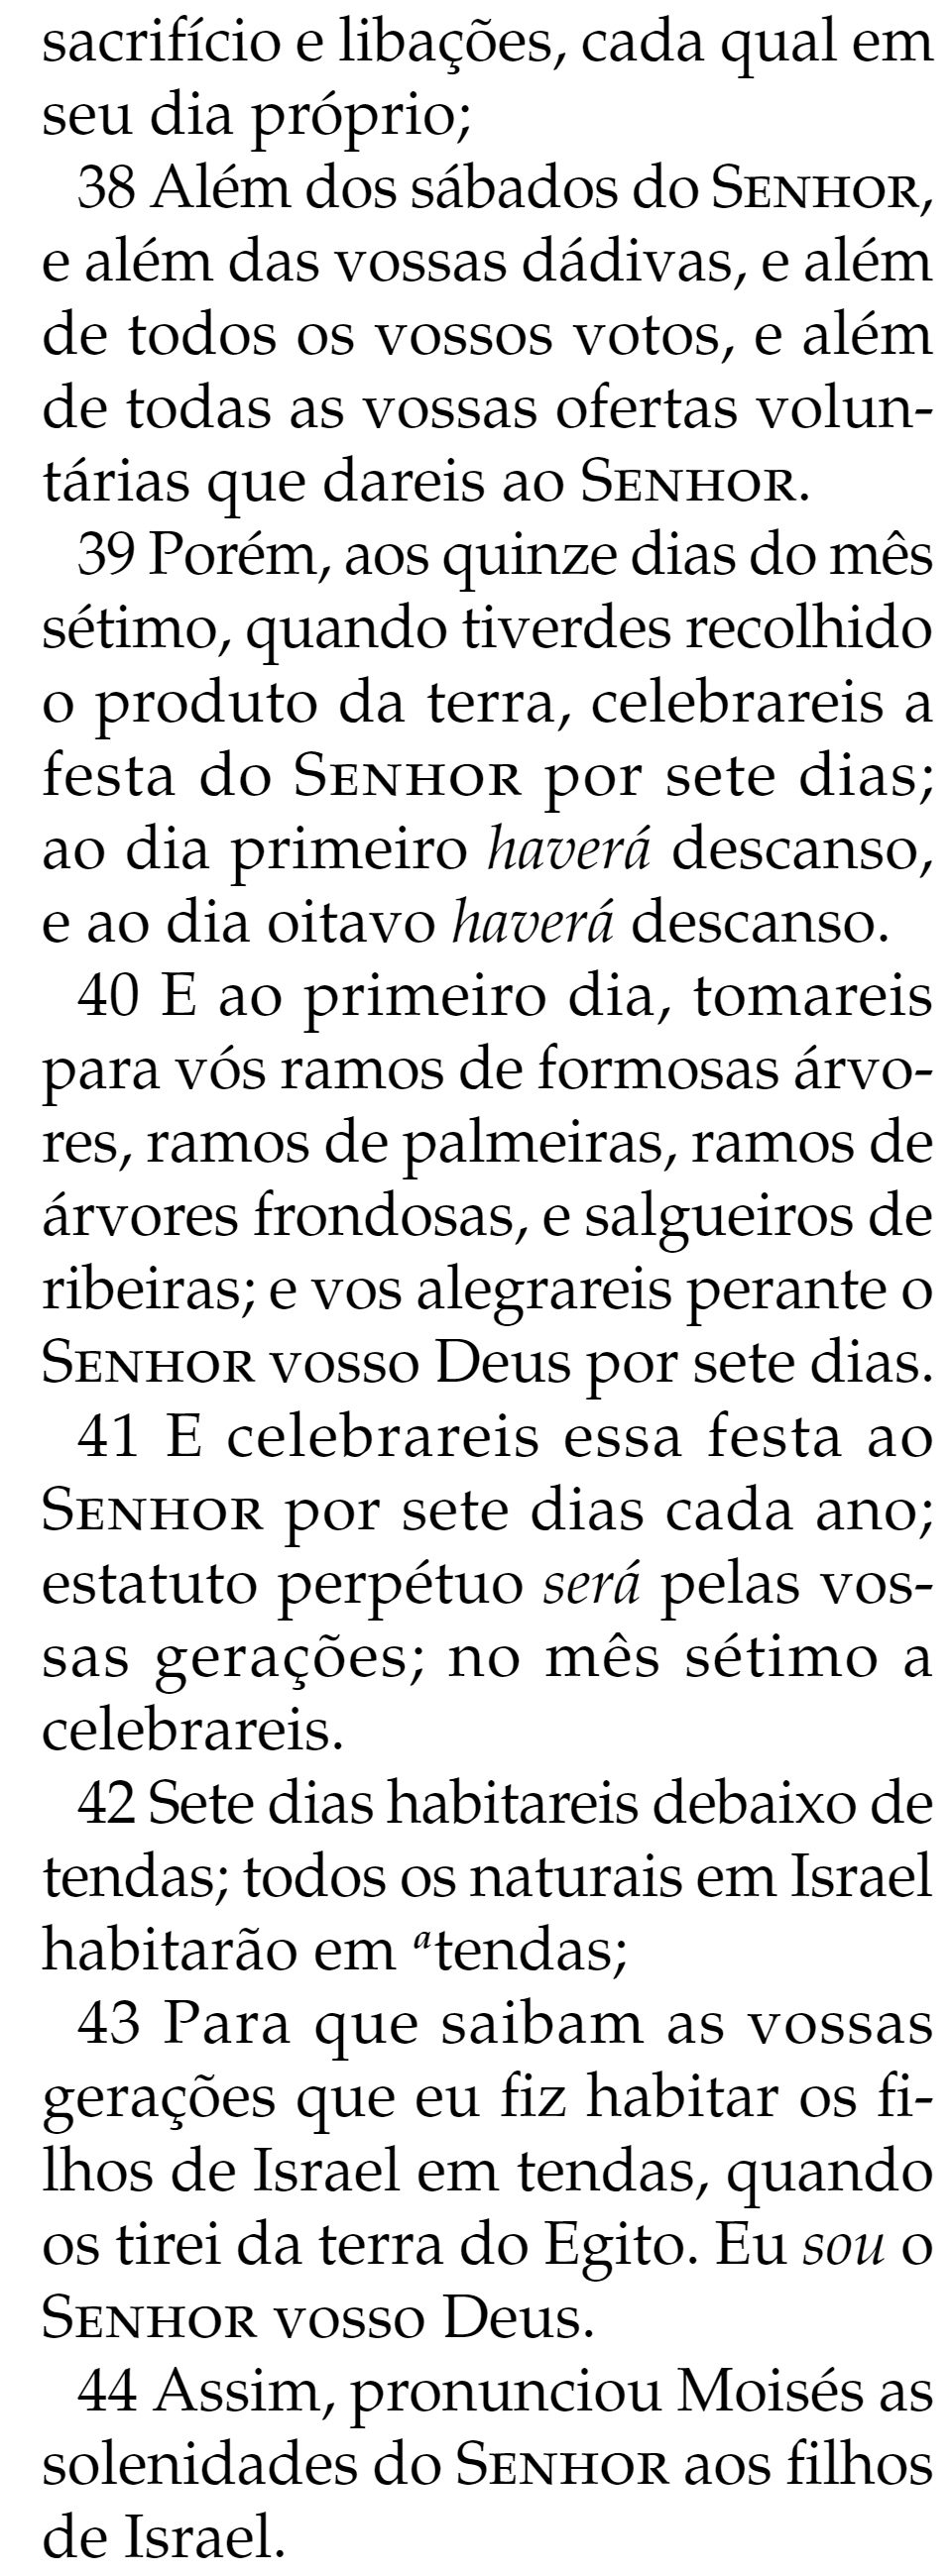 sacrifício e libações, cada qual em
seu dia próprio;
38 Além dos sábados do SENHOR,
e além das vossas dádivas, e além
de todos os vossos votos, e além
de todas as vossas ofertas volun-
tárias que dareis ao SENHOR.
39 Porém, aos quinze dias do mês
sétimo, quando tiverdes recolhido
o produto da terra, celebrareis a
festa do SENHOR por sete dias;
ao dia primeiro haverá descanso,
e ao dia oitavo haverá descanso.
40 E ao primeiro dia, tomareis
para vós ramos de formosas árvo-
res, ramos de palmeiras, ramos de
árvores frondosas, e salgueiros de
ribeiras; e vos alegrareis perante o
SENHOR vosso Deus por sete dias.
41 E celebrareis essa festa ao
SENHOR por sete dias cada ano;
estatuto perpétuo será pelas vos-
sas gerações; no mês sétimo a
celebrareis.
42 Sete dias habitareis debaixo de
tendas; todos os naturais em Israel
habitarão em ᵃtendas;
43 Para que saibam as vossas
gerações que eu fiz habitar os fi-
lhos de Israel em tendas, quando
os tirei da terra do Egito. Eu sou o
SENHOR vosso Deus.
44 Assim, pronunciou Moisés as
solenidades do SENHOR aos filhos
de Israel.